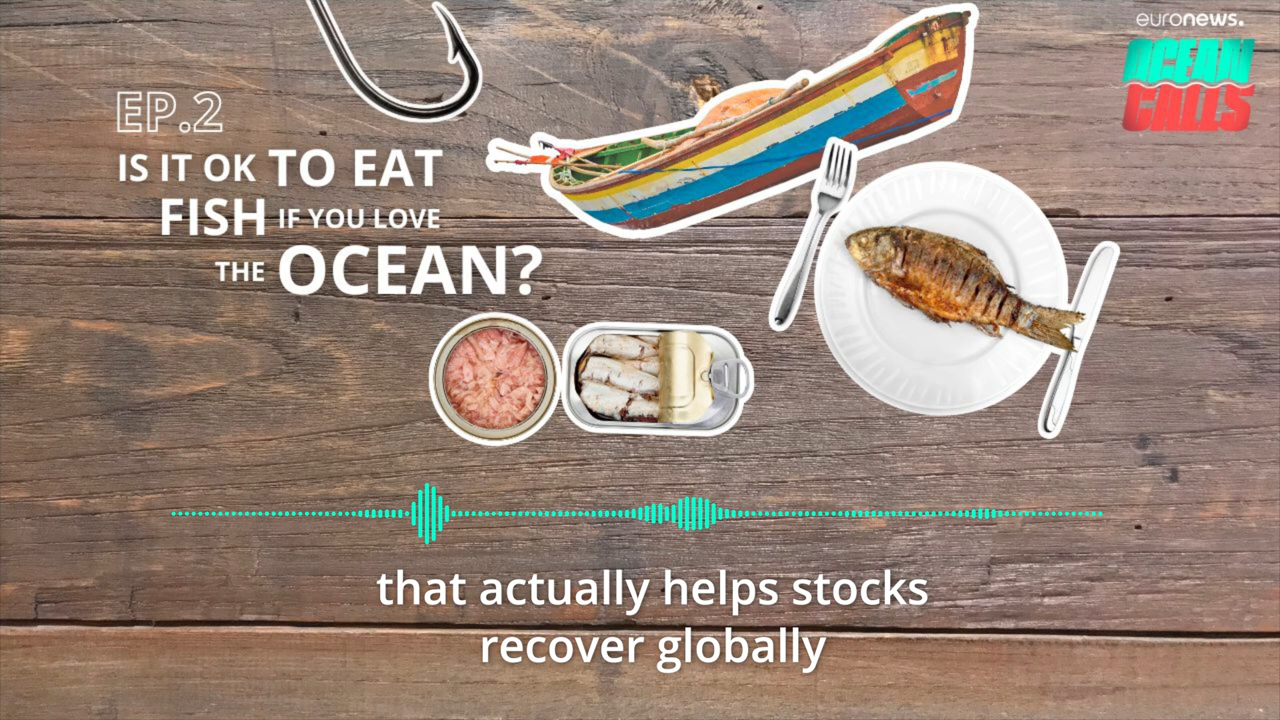 euronews.
OCEAN
CALLS
EP.2
IS IT OK TO EAT
FISH IF YOU LOVE
THE OCEAN?
that actually helps stocks
recover globally